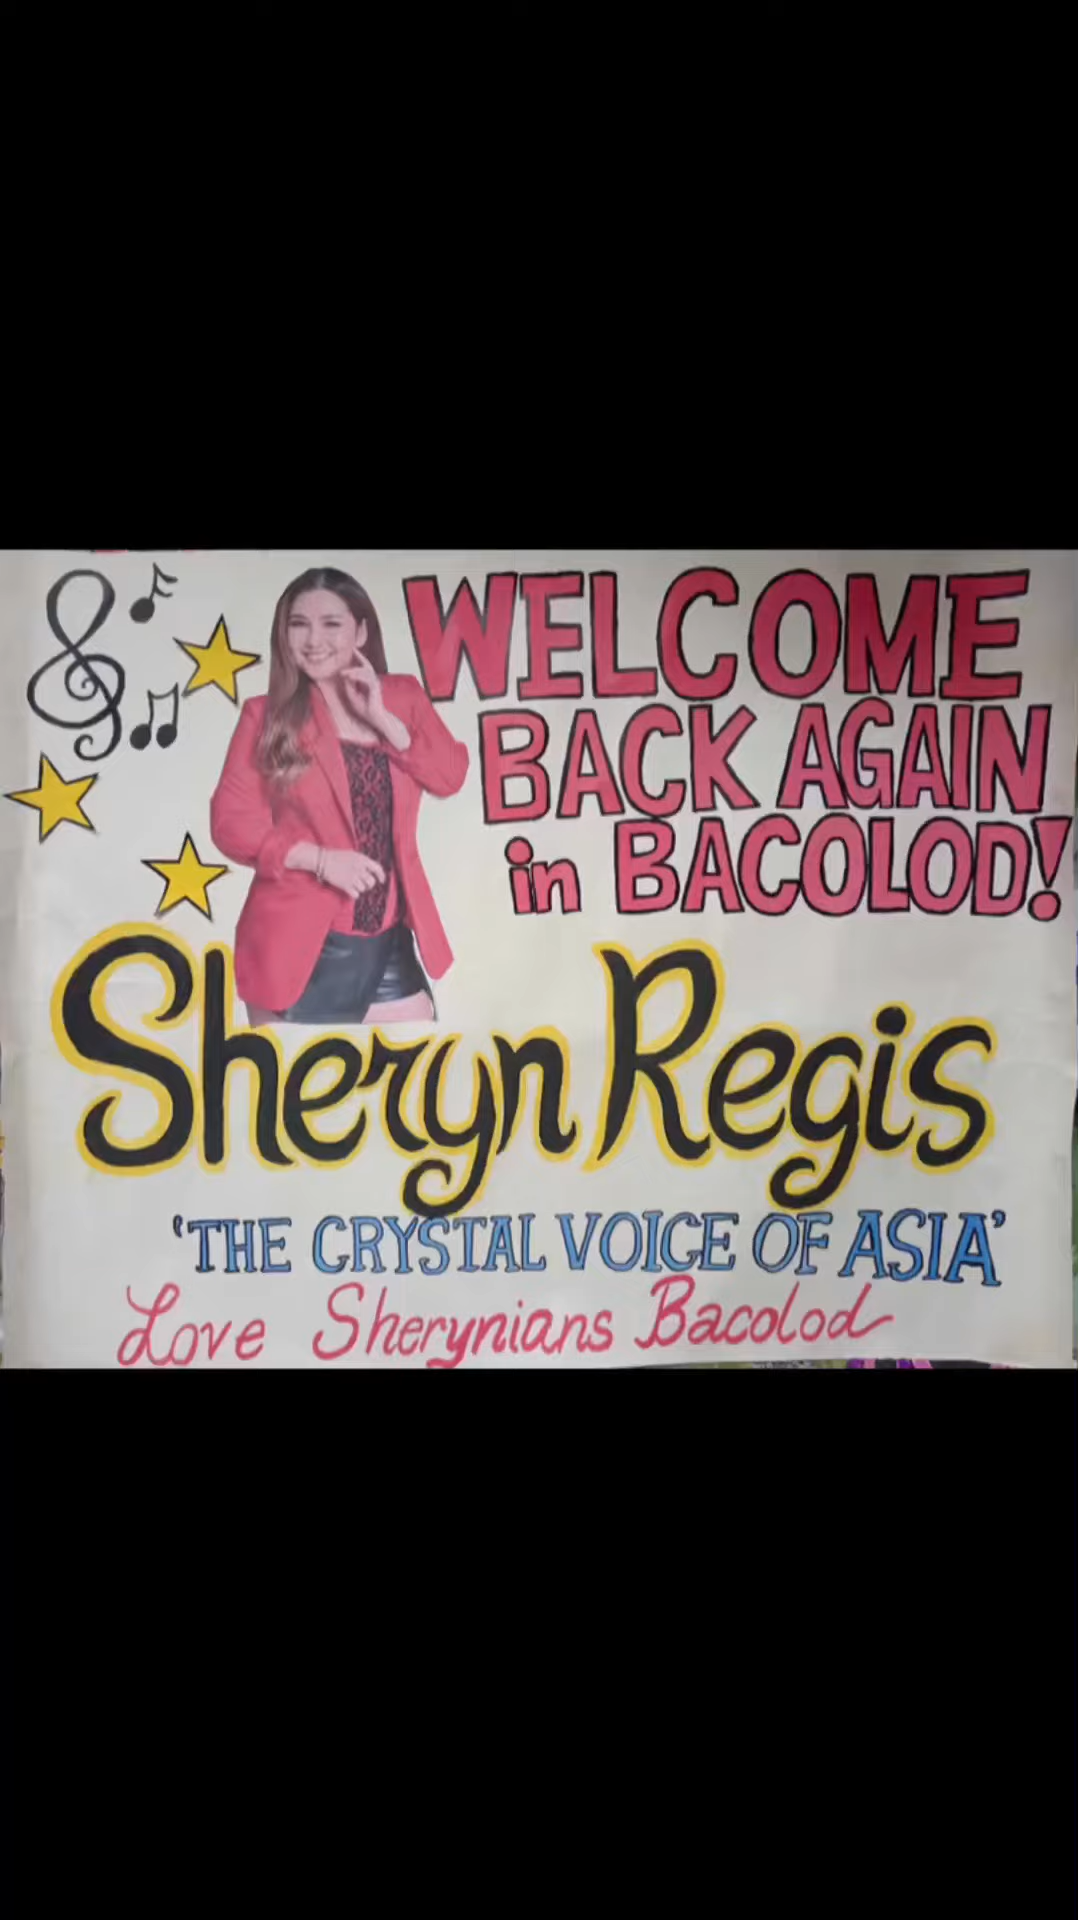 WELCOME
BACK AGAIN
in BACOLOD!
Sheryn Regis
'THE CRYSTAL VOICE OF ASIA'
Love Sherynians Bacolod